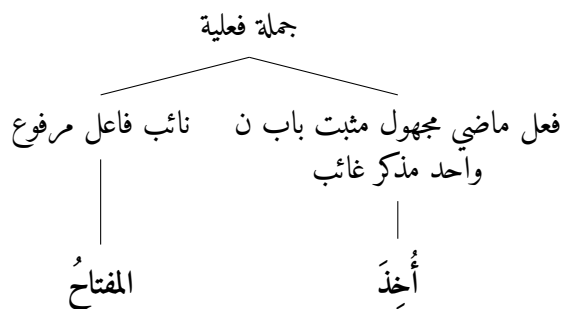 جملة فعلية
فعل ماضي مجهول مثبت باب ن
واحد مذكر غائب
نائب فاعل مرفوع
أُخِذَ
المفتاحُ